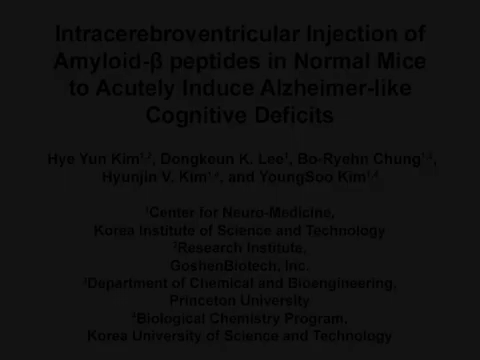 Intracerebroventricular Injection of
Amyloid-β peptides in Normal Mice
to Acutely Induce Alzheimer-like
Cognitive Deficits
Hye Yun Kim¹,², Dongkeun K. Lee¹, Bo-Ryehn Chung¹,³,
Hyunjin V. Kim¹,⁴, and YoungSoo Kim¹,⁴
¹Center for Neuro-Medicine,
Korea Institute of Science and Technology
²Research Institute,
GoshenBiotech, Inc.
³Department of Chemical and Bioengineering,
Princeton University
⁴Biological Chemistry Program,
Korea University of Science and Technology